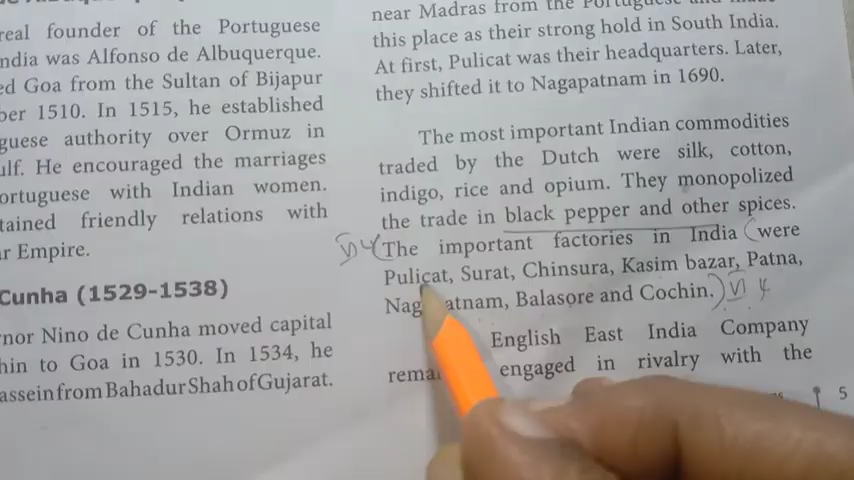 real founder of the Portuguese
ndia was Alfonso de Albuquerque.
ed Goa from the Sultan of Bijapur
ber 1510. In 1515, he established
guese authority over Ormuz in
ulf. He encouraged the marriages
ortuguese with Indian women.
tained friendly relations with
r Empire.
Cunha (1529-1538)
nor Nino de Cunha moved capital
hin to Goa in 1530. In 1534, he
assein from Bahadur Shah of Gujarat.
near Madras from the Portuguese and
this place as their strong hold in South India.
At first, Pulicat was their headquarters. Later,
they shifted it to Nagapatnam in 1690.
The most important Indian commodities
traded by the Dutch were silk, cotton,
indigo, rice and opium. They monopolized
the trade in black pepper and other spices.
The important factories in India (were
Pulicat, Surat, Chinsura, Kasim bazar, Patna,
Nag atnam, Balasore and Cochin.)
English East India Company
rema engaged in rivalry with the
5